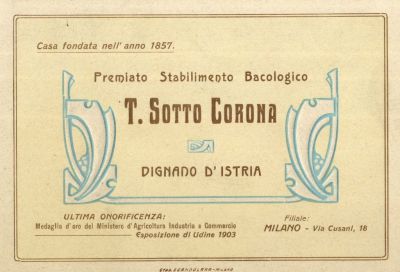 Casa fondata nell' anno 1857.
Premiato Stabilimento Bacologico
T. SOTTO CORONA
DIGNANO D' ISTRIA
ULTIMA ONORIFICENZA:
Medaglia d' oro del Ministero d' Agricoltura Industria e Commercio
Esposizione di Udine 1903
Filiale:
MILANO - Via Cusani, 18